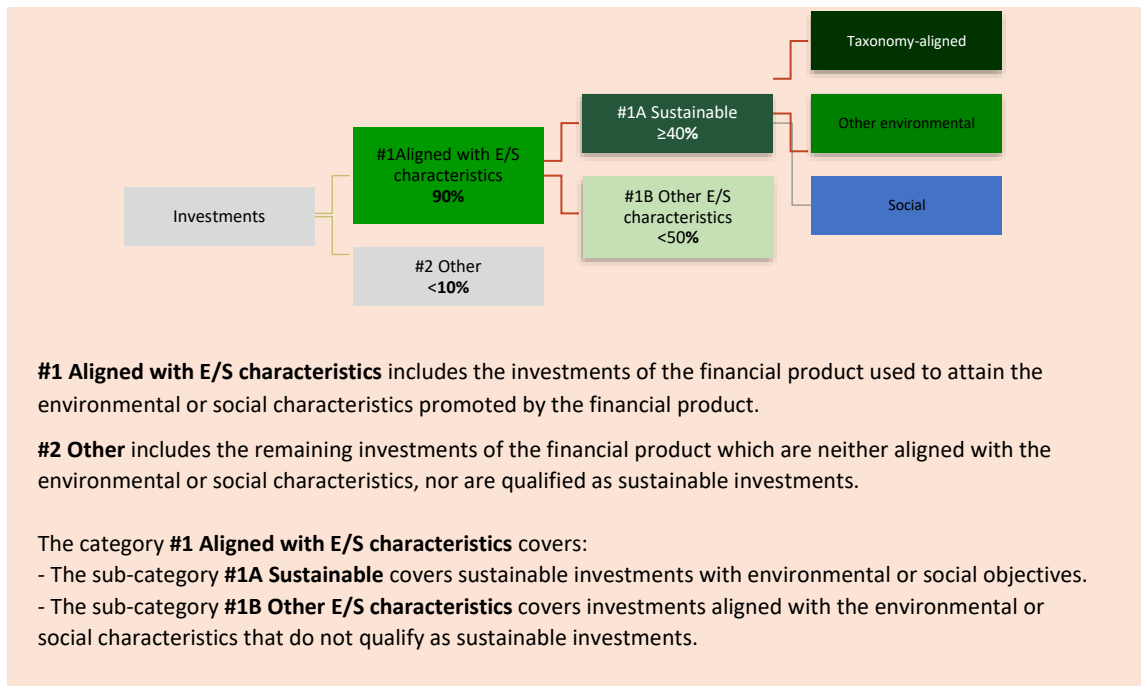 Taxonomy-aligned
#1A Sustainable
≥40%
Other environmental
#1Aligned with E/S
characteristics
90%
#1B Other E/S
characteristics
<50%
Investments
Social
#2 Other
<10%
#1 Aligned with E/S characteristics includes the investments of the financial product used to attain the
environmental or social characteristics promoted by the financial product.
#2 Other includes the remaining investments of the financial product which are neither aligned with the
environmental or social characteristics, nor are qualified as sustainable investments.
The category #1 Aligned with E/S characteristics covers:
- The sub-category #1A Sustainable covers sustainable investments with environmental or social objectives.
- The sub-category #1B Other E/S characteristics covers investments aligned with the environmental or
social characteristics that do not qualify as sustainable investments.